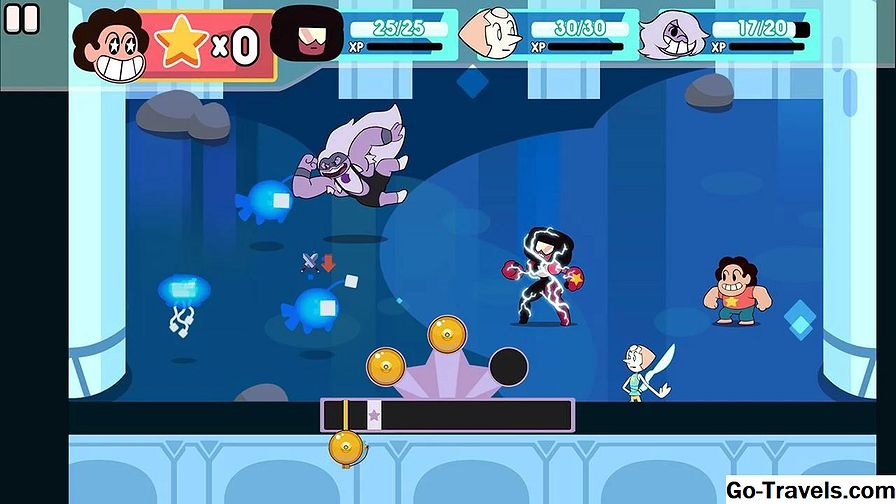 x0
25/25
XP
30/30
XP
17/20
XP
Go-Travels.com